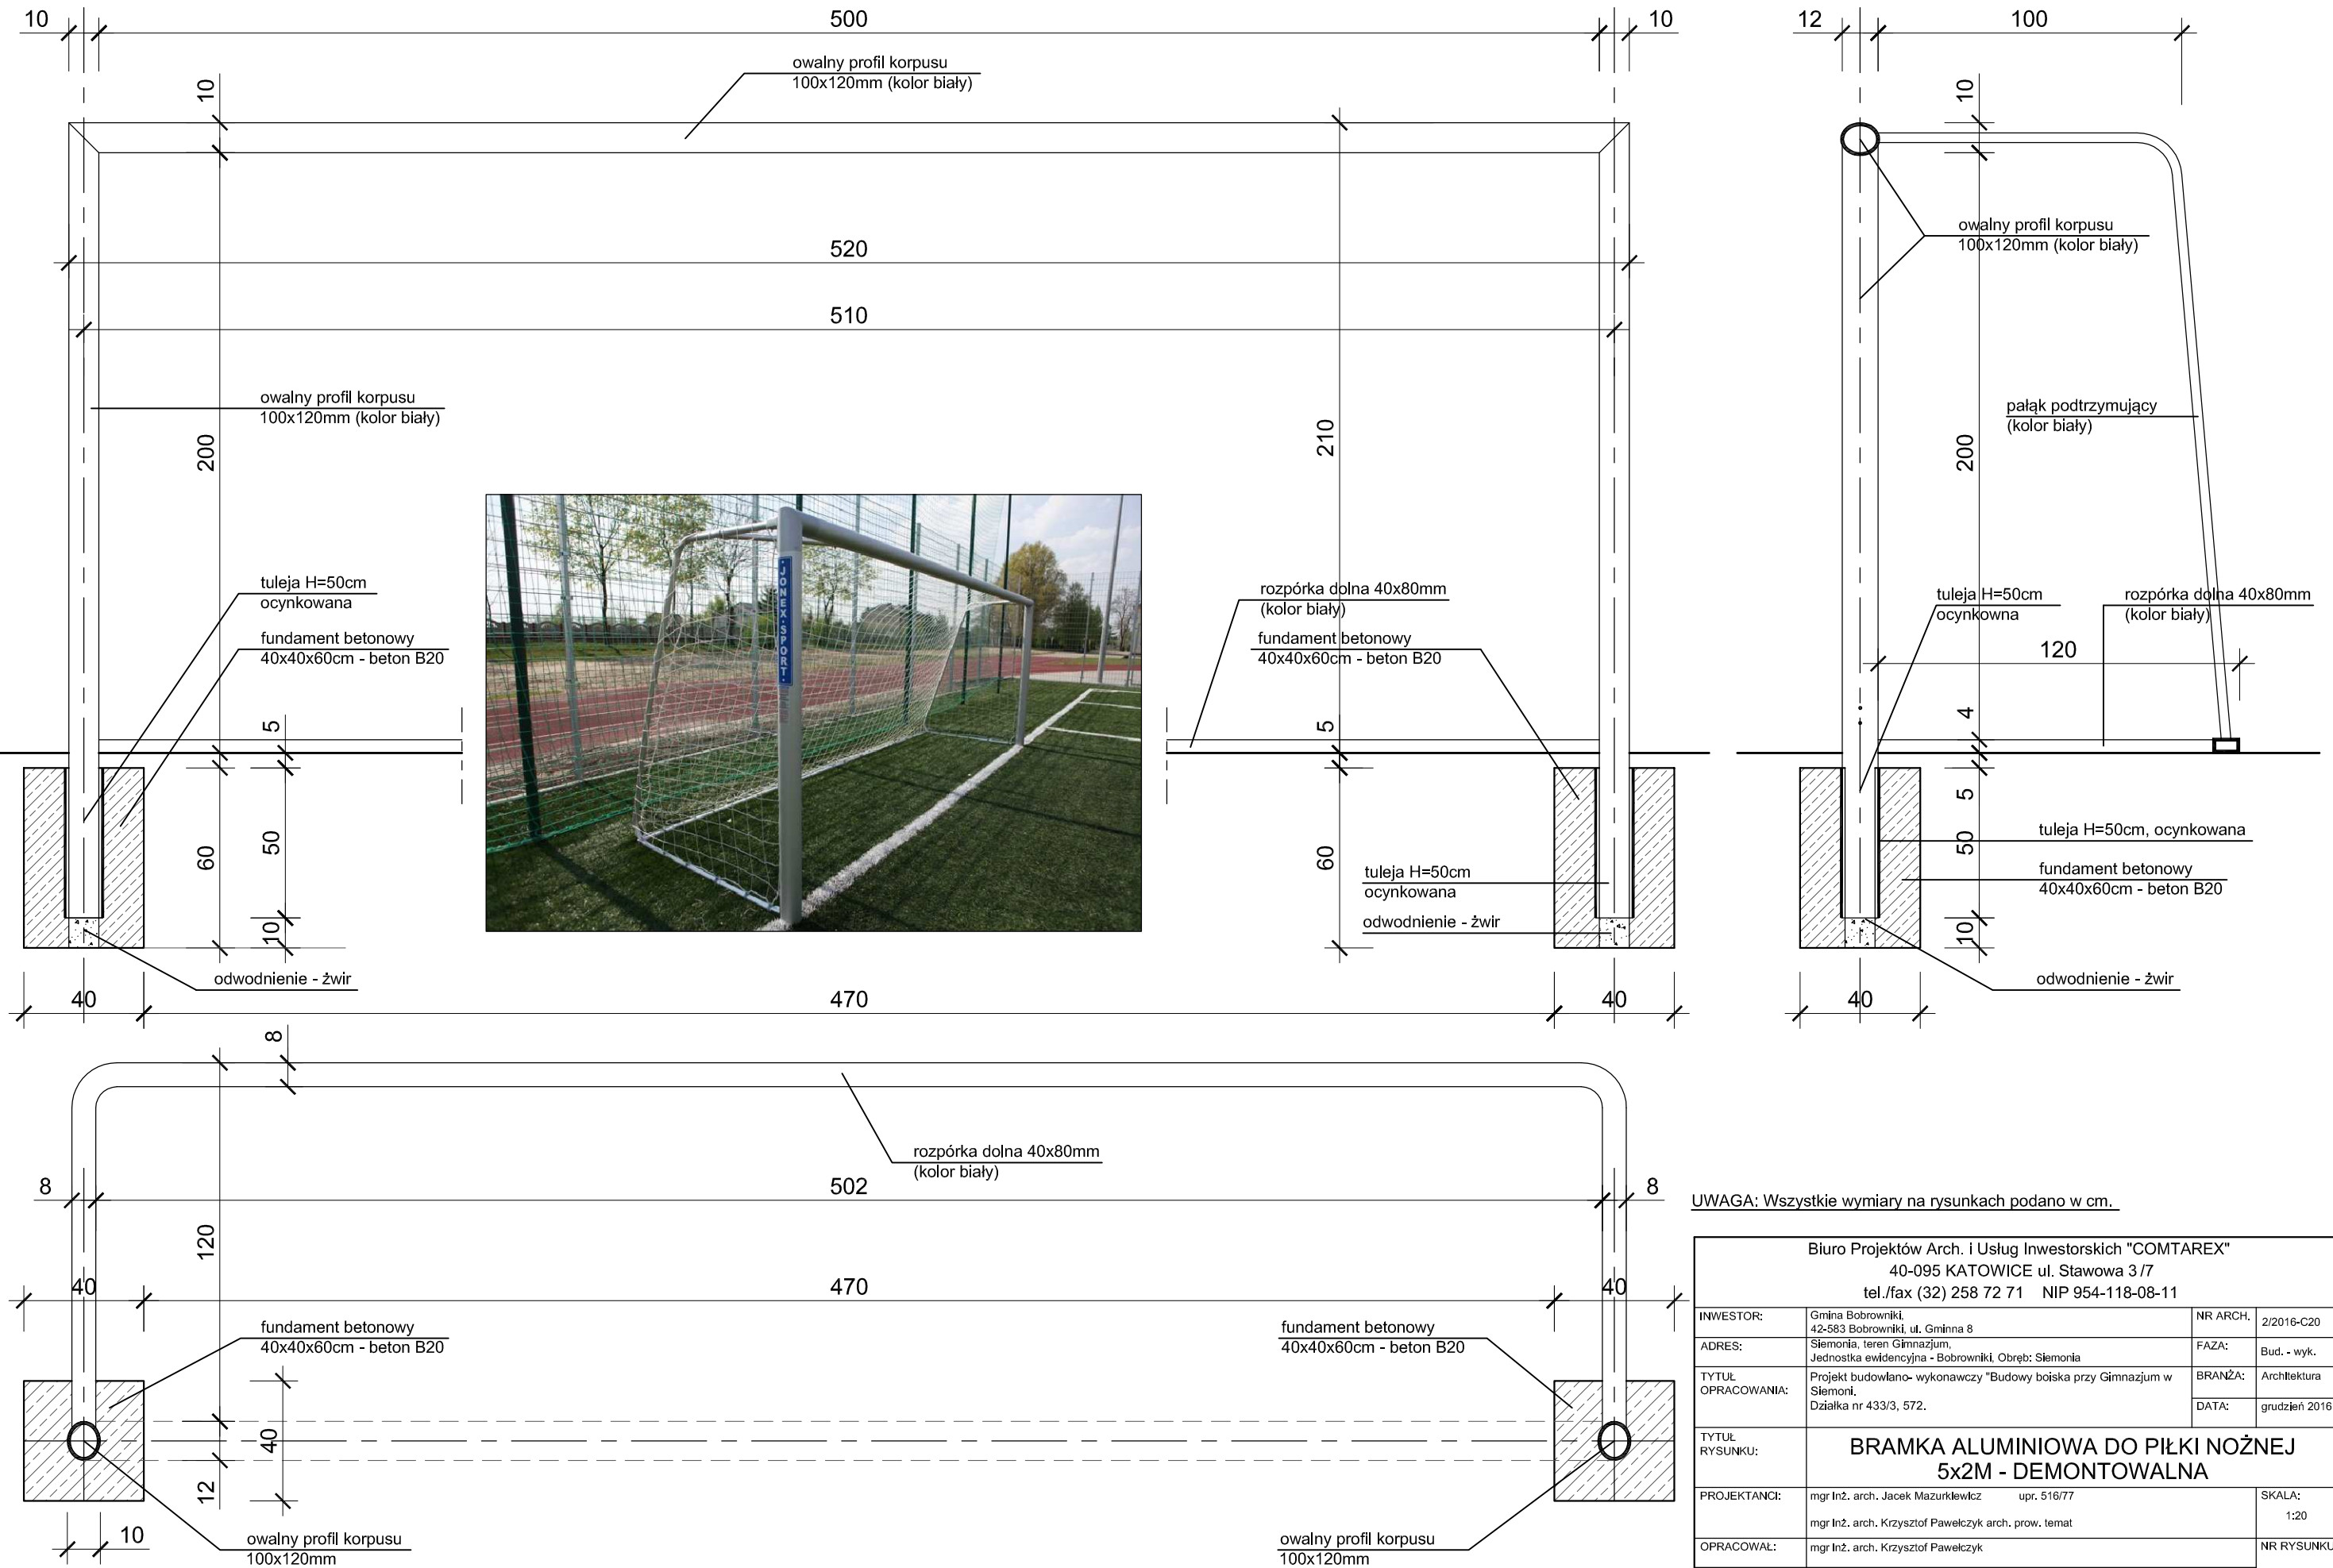 10
500
10
12
100
owalny profil korpusu
100x120mm (kolor biały)
10
10
owalny profil korpusu
100x120mm (kolor biały)
520
510
owalny profil korpusu
100x120mm (kolor biały)
200
210
200
pałąk podtrzymujący
(kolor biały)
JONEX-SPORT
tuleja H=50cm
ocynkowana
fundament betonowy
40x40x60cm - beton B20
rozpórka dolna 40x80mm
(kolor biały)
fundament betonowy
40x40x60cm - beton B20
tuleja H=50cm
ocynkowna
rozpórka dolna 40x80mm
(kolor biały)
120
5
5
4
5
60
50
10
60
50
10
tuleja H=50cm
ocynkowana
odwodnienie - żwir
tuleja H=50cm, ocynkowana
fundament betonowy
40x40x60cm - beton B20
odwodnienie - żwir
odwodnienie - żwir
40
470
40
40
8
rozpórka dolna 40x80mm
(kolor biały)
8
502
8
120
40
470
40
fundament betonowy
40x40x60cm - beton B20
fundament betonowy
40x40x60cm - beton B20
40
12
10
owalny profil korpusu
100x120mm
owalny profil korpusu
100x120mm
UWAGA: Wszystkie wymiary na rysunkach podano w cm.
Biuro Projektów Arch. i Usług Inwestorskich "COMTAREX"
40-095 KATOWICE ul. Stawowa 3 /7
tel./fax (32) 258 72 71 NIP 954-118-08-11
INWESTOR:
Gmina Bobrowniki,
42-583 Bobrowniki, ul. Gminna 8
NR ARCH.
2/2016-C20
ADRES:
Siemonia, teren Gimnazjum,
Jednostka ewidencyjna - Bobrowniki, Obręb: Siemonia
FAZA:
Bud. - wyk.
TYTUŁ
OPRACOWANIA:
Projekt budowlano- wykonawczy "Budowy boiska przy Gimnazjum w
Siemoni.
Działka nr 433/3, 572.
BRANŻA:
Architektura
DATA:
grudzień 2016
TYTUŁ
RYSUNKU:
BRAMKA ALUMINIOWA DO PIŁKI NOŻNEJ
5x2M - DEMONTOWALNA
PROJEKTANCI:
mgr inż. arch. Jacek Mazurkiewicz upr. 516/77
mgr inż. arch. Krzysztof Pawełczyk arch. prow. temat
SKALA:
1:20
OPRACOWAŁ:
mgr inż. arch. Krzysztof Pawełczyk
NR RYSUNKU